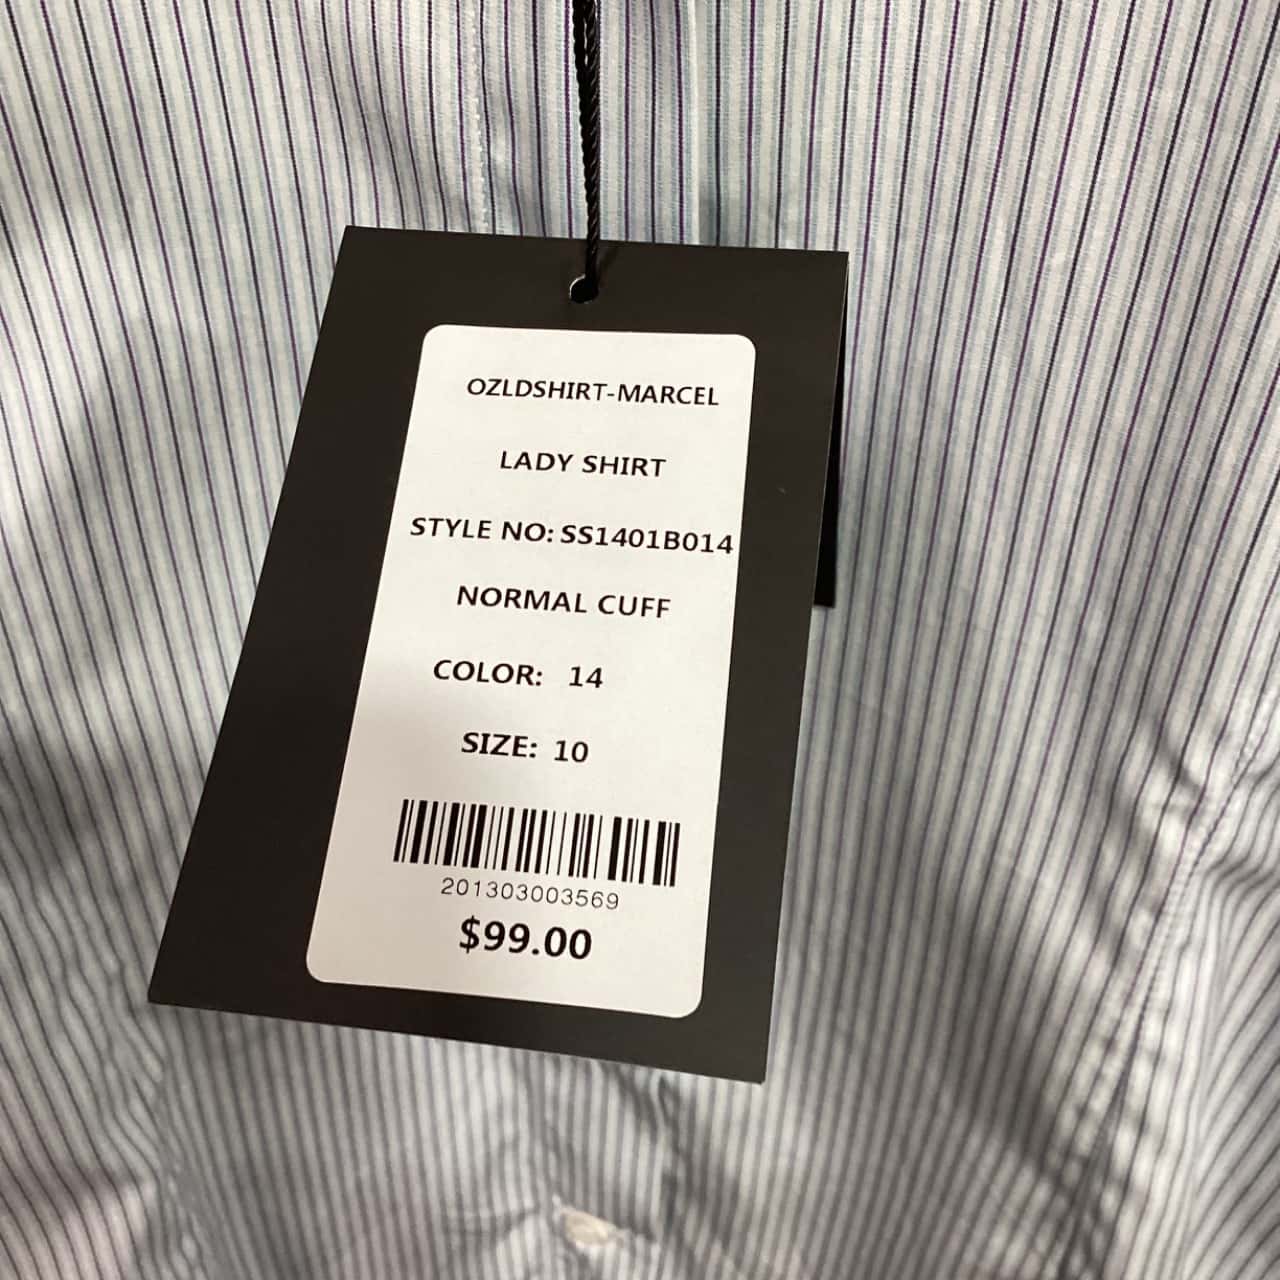 OZLDSHIRT-MARCEL
LADY SHIRT
STYLE NO: SS1401B014
NORMAL CUFF
COLOR: 14
SIZE: 10
201303003569
$99.00